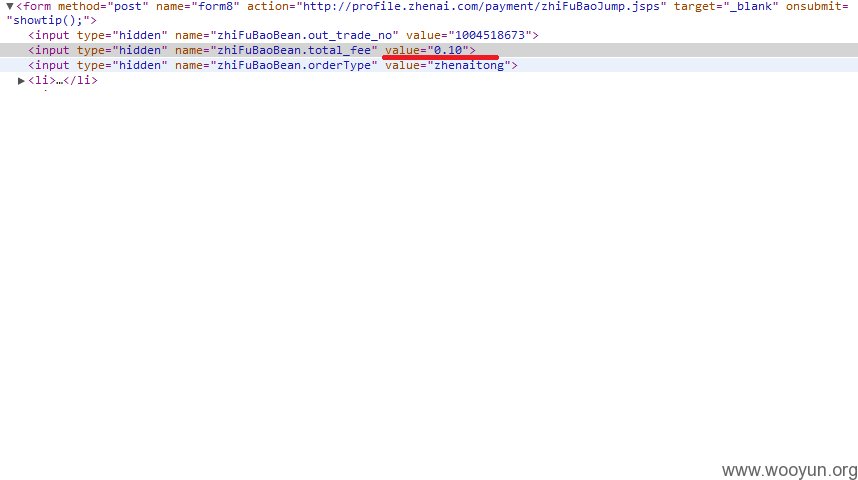 ▼<form method="post" name="form8" action="http://profile.zhenai.com/payment/zhiFuBaoJump.jsps" target="_blank" onsubmit=
"showtip();">
<input type="hidden" name="zhiFuBaoBean.out_trade_no" value="1004518673">
<input type="hidden" name="zhiFuBaoBean.total_fee" value="0.10">
<input type="hidden" name="zhiFuBaoBean.orderType" value="zhenaitong">
▶<li>…</li>
www.wooyun.org